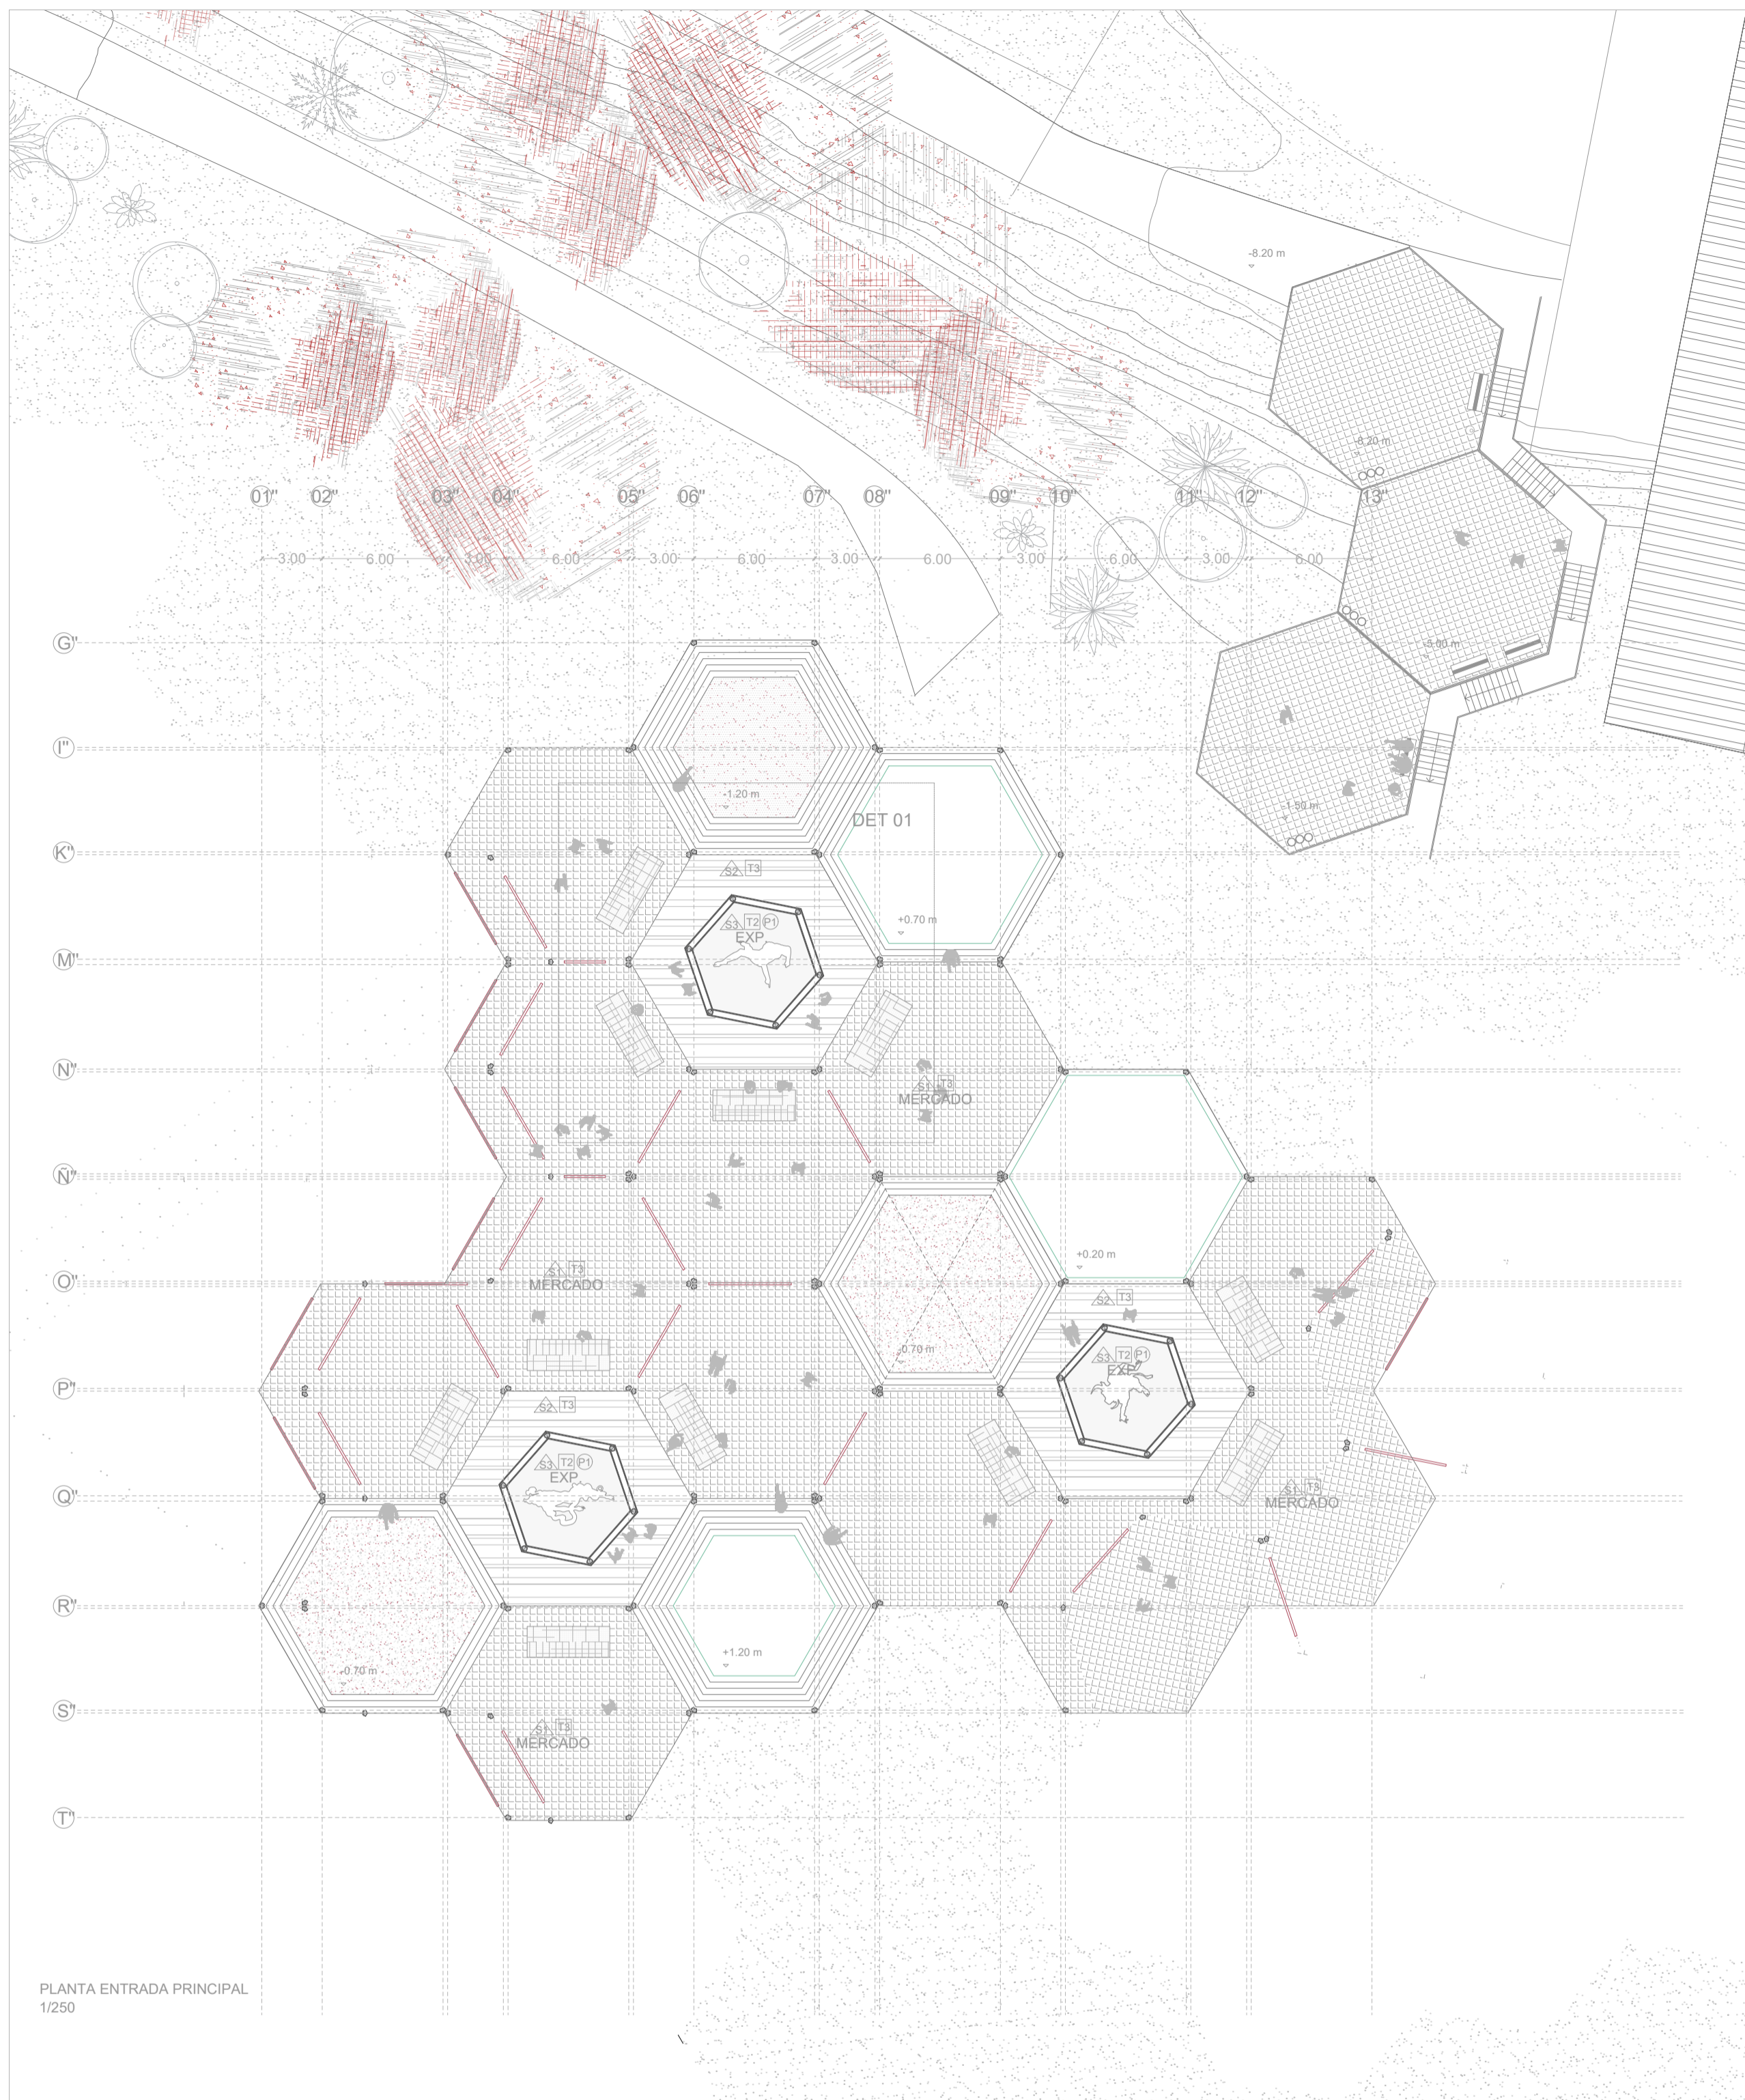 -8.20 m
-8.20 m
01" 02" 03" 04" 05" 06" 07" 08" 09" 10" 11" 12" 13"
3.00 6.00 3.00 6.00 3.00 6.00 3.00 6.00 3.00 6.00 3.00 6.00
G"
-5.00 m
I"
-1.20 m
-1.50 m
DET 01
K"
S2 T3
+0.70 m
S3 T2 P1
EXP
M"
N"
S1 T3
MERCADO
Ñ"
+0.20 m
S1 T3
MERCADO
O"
S2 T3
-0.70 m
S3 T2 P1
EXP
P"
S2 T3
S3 T2 P1
EXP
Q"
S1 T3
MERCADO
R"
+1.20 m
-0.70 m
S"
S1 T3
MERCADO
T"
PLANTA ENTRADA PRINCIPAL
1/250